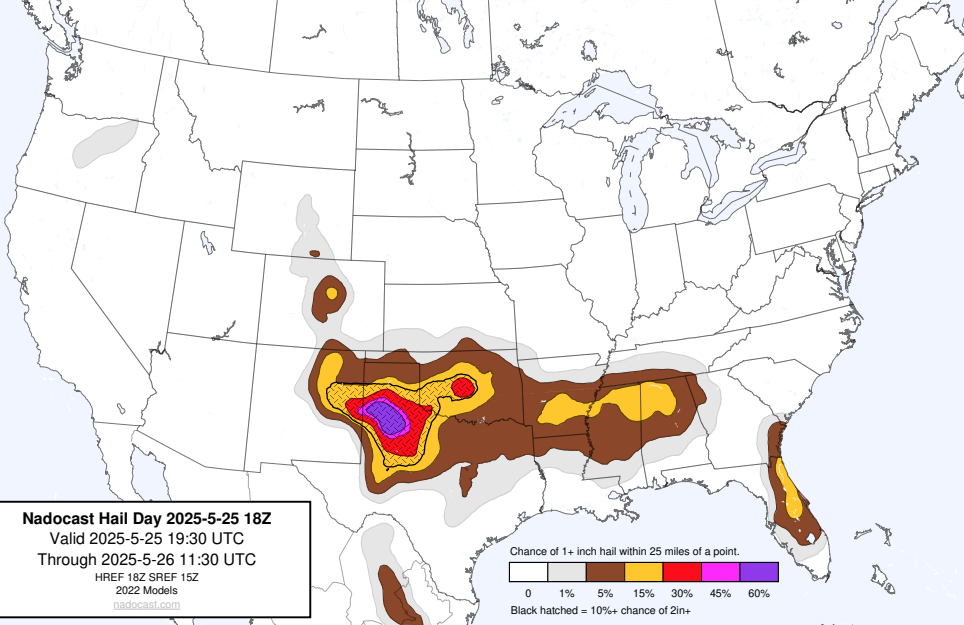 Nadocast Hail Day 2025-5-25 18Z
Valid 2025-5-25 19:30 UTC
Through 2025-5-26 11:30 UTC
HREF 18Z SREF 15Z
2022 Models
nadocast.com
Chance of 1+ inch hail within 25 miles of a point.
0 1% 5% 15% 30% 45% 60%
Black hatched = 10%+ chance of 2in+